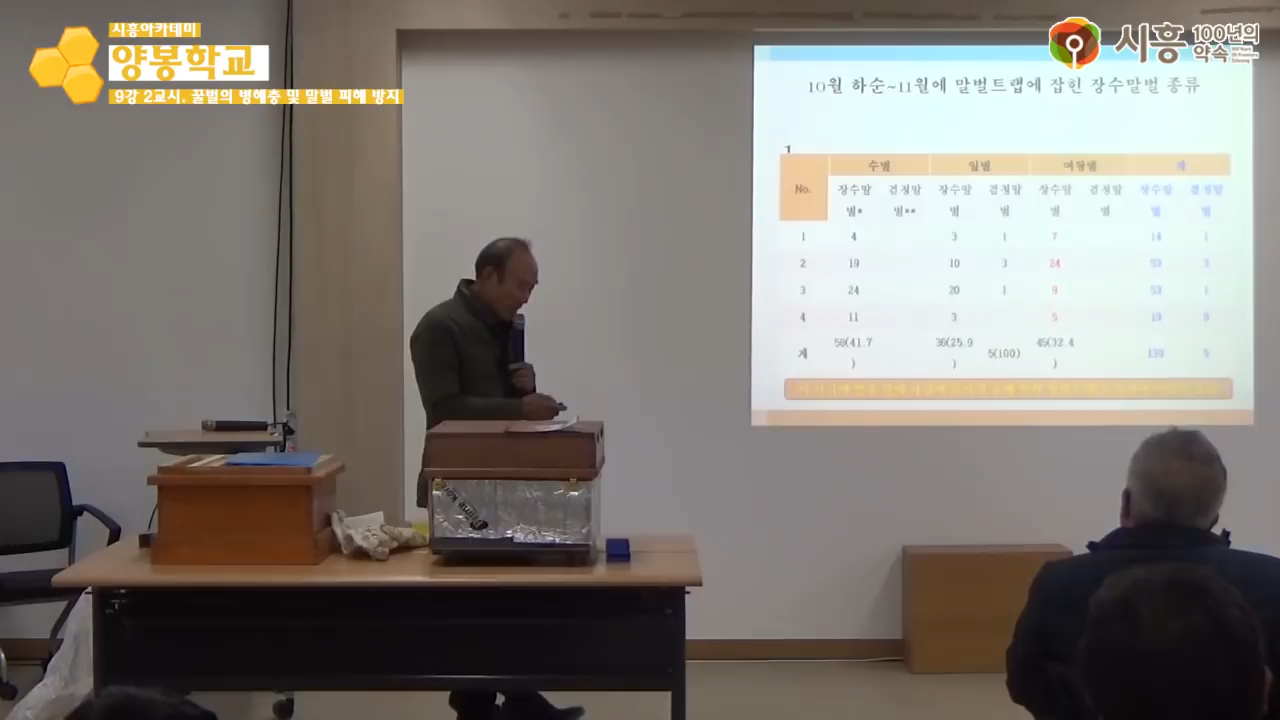 시흥아카데미
양봉학교
9강 2교시. 꿀벌의 병해충 및 말벌 피해 방지
시흥 100년의 약속
10월 하순~11월에 말벌트랩에 잡힌 장수말벌 종류
1
No. 수벌 일벌 여왕벌 계
장수말벌* 검정말벌** 장수말벌 검정말벌 장수말벌 검정말벌 장수말벌 검정말벌
1 4 3 1 7 14 1
2 19 10 3 24 53 3
3 24 20 1 9 53 1
4 11 3 5 19 0
계 58(41.7) 36(25.9) 5(100) 45(32.4) 139 5